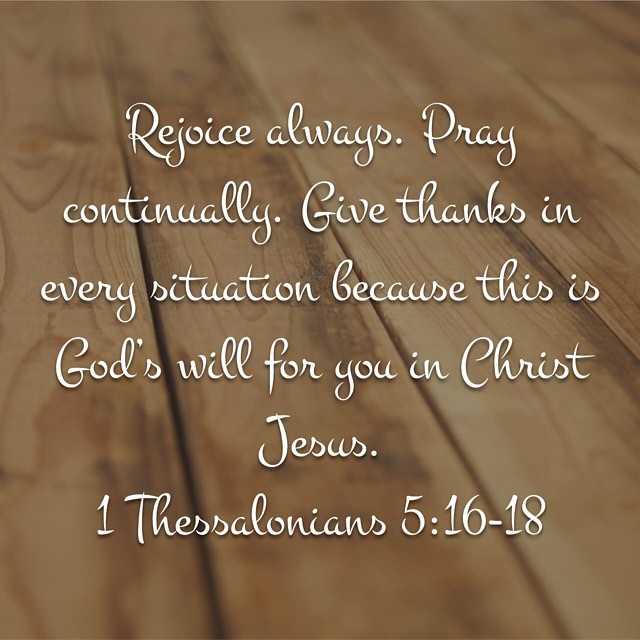 Rejoice always. Pray
continually. Give thanks in
every situation because this is
God's will for you in Christ
Jesus.
1 Thessalonians 5:16-18